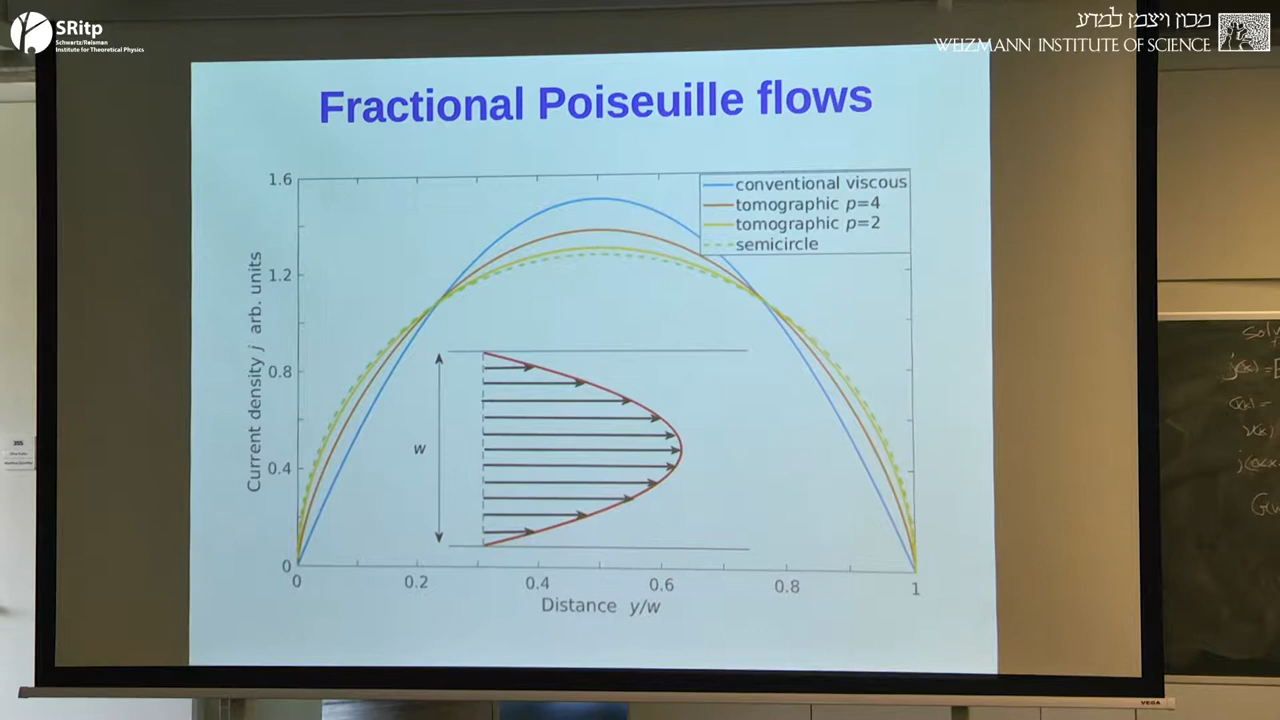 SRitp
Schwartz/Reisman
Institute for Theoretical Physics
מכון ויצמן למדע
WEIZMANN INSTITUTE OF SCIENCE
Fractional Poiseuille flows
1.6
1.2
0.8
0.4
0
Current density j arb. units
conventional viscous
tomographic p=4
tomographic p=2
semicircle
w
0
0.2
0.4
0.6
0.8
1
Distance y/w
355
VEGA